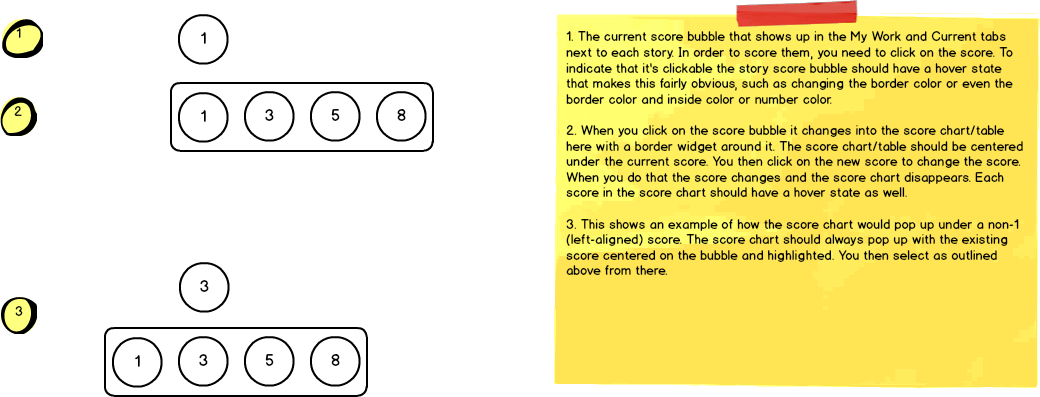 1
1
2
1 3 5 8
3
3
1 3 5 8
1. The current score bubble that shows up in the My Work and Current tabs
next to each story. In order to score them, you need to click on the score. To
indicate that it's clickable the story score bubble should have a hover state
that makes this fairly obvious, such as changing the border color or even the
border color and inside color or number color.
2. When you click on the score bubble it changes into the score chart/table
here with a border widget around it. The score chart/table should be centered
under the current score. You then click on the new score to change the score.
When you do that the score changes and the score chart disappears. Each
score in the score chart should have a hover state as well.
3. This shows an example of how the score chart would pop up under a non-1
(left-aligned) score. The score chart should always pop up with the existing
score centered on the bubble and highlighted. You then select as outlined
above from there.